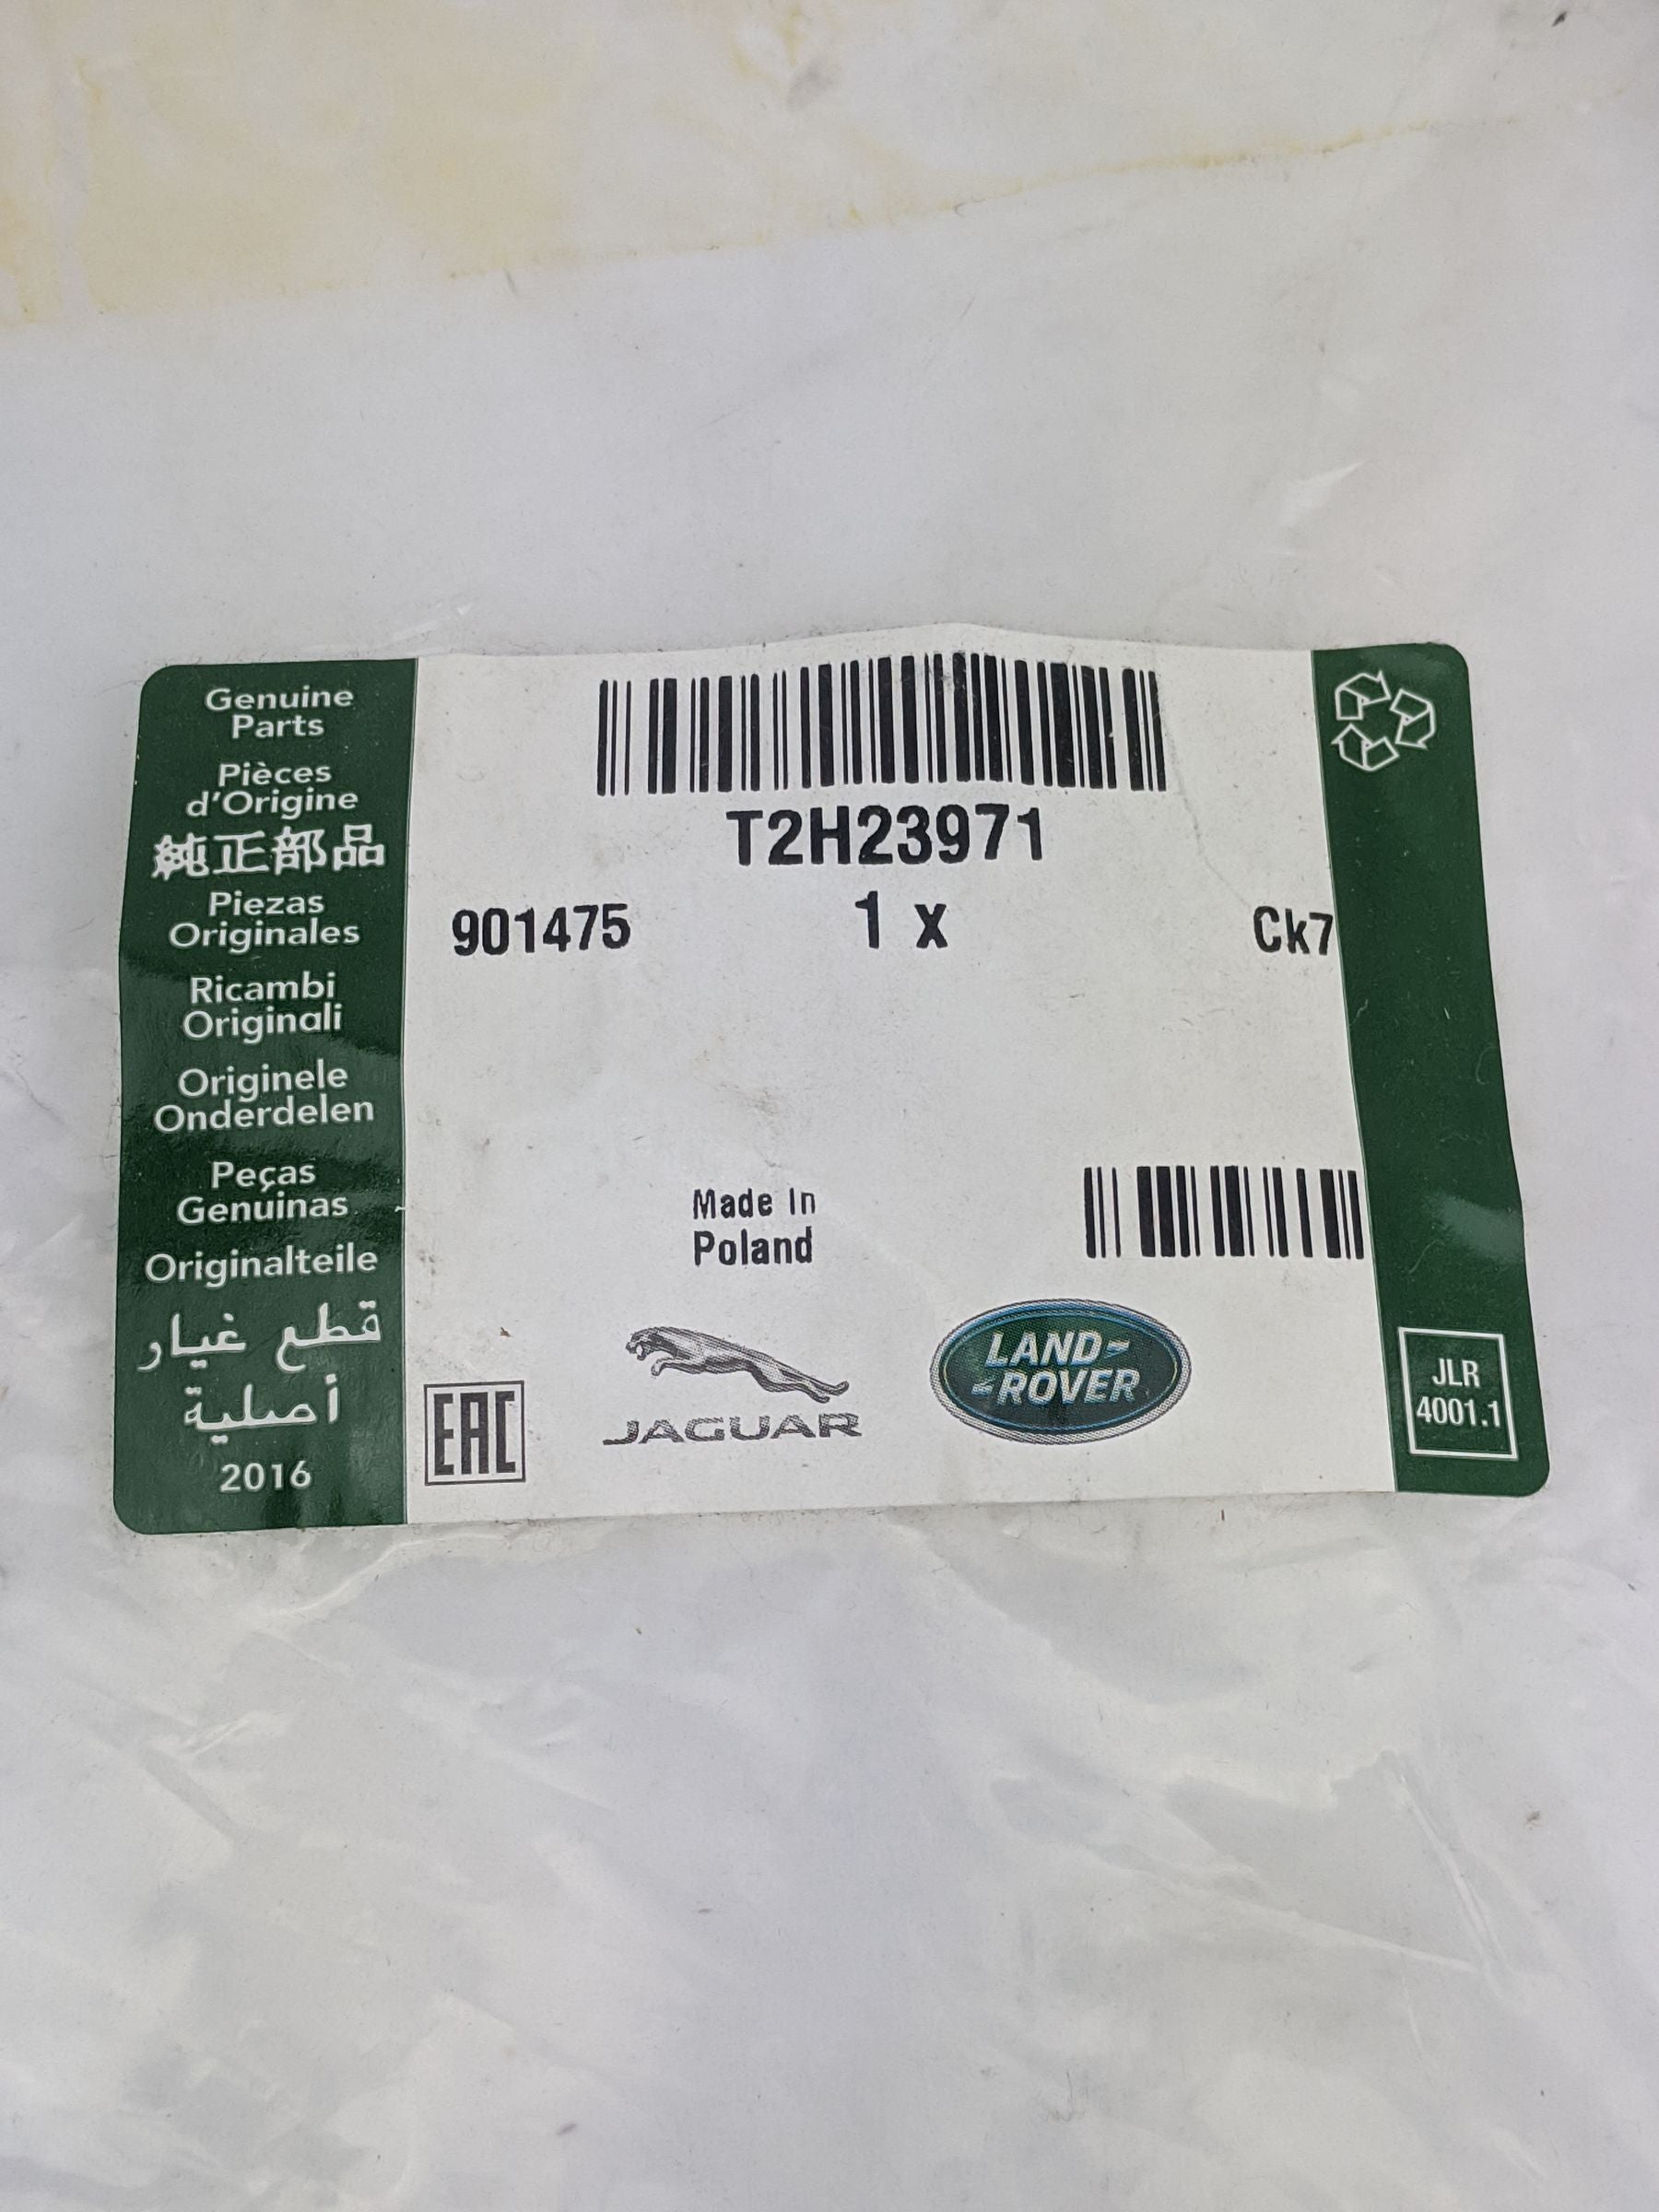 Genuine
Parts
Pièces
d'Origine
純正部品
Piezas
Originales
Ricambi
Originali
Originele
Onderdelen
Peças
Genuinas
Originalteile
قطع غيار
أصلية
2016
T2H23971
901475 1 x Ck7
Made In
Poland
EAC
JAGUAR
LAND-
-ROVER
JLR
4001.1